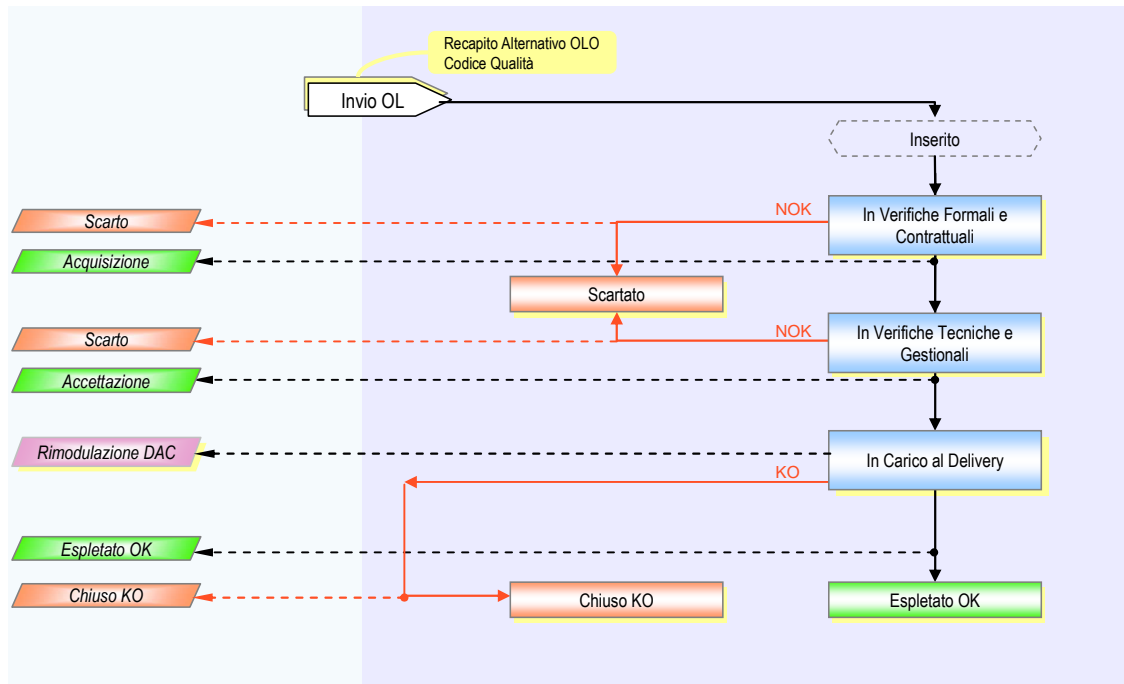 Recapito Alternativo OLO
Codice Qualità
Invio OL
Inserito
Scarto
NOK
In Verifiche Formali e
Contrattuali
Acquisizione
Scartato
Scarto
NOK
In Verifiche Tecniche e
Gestionali
Accettazione
Rimodulazione DAC
In Carico al Delivery
KO
Espletato OK
Chiuso KO
Chiuso KO
Espletato OK